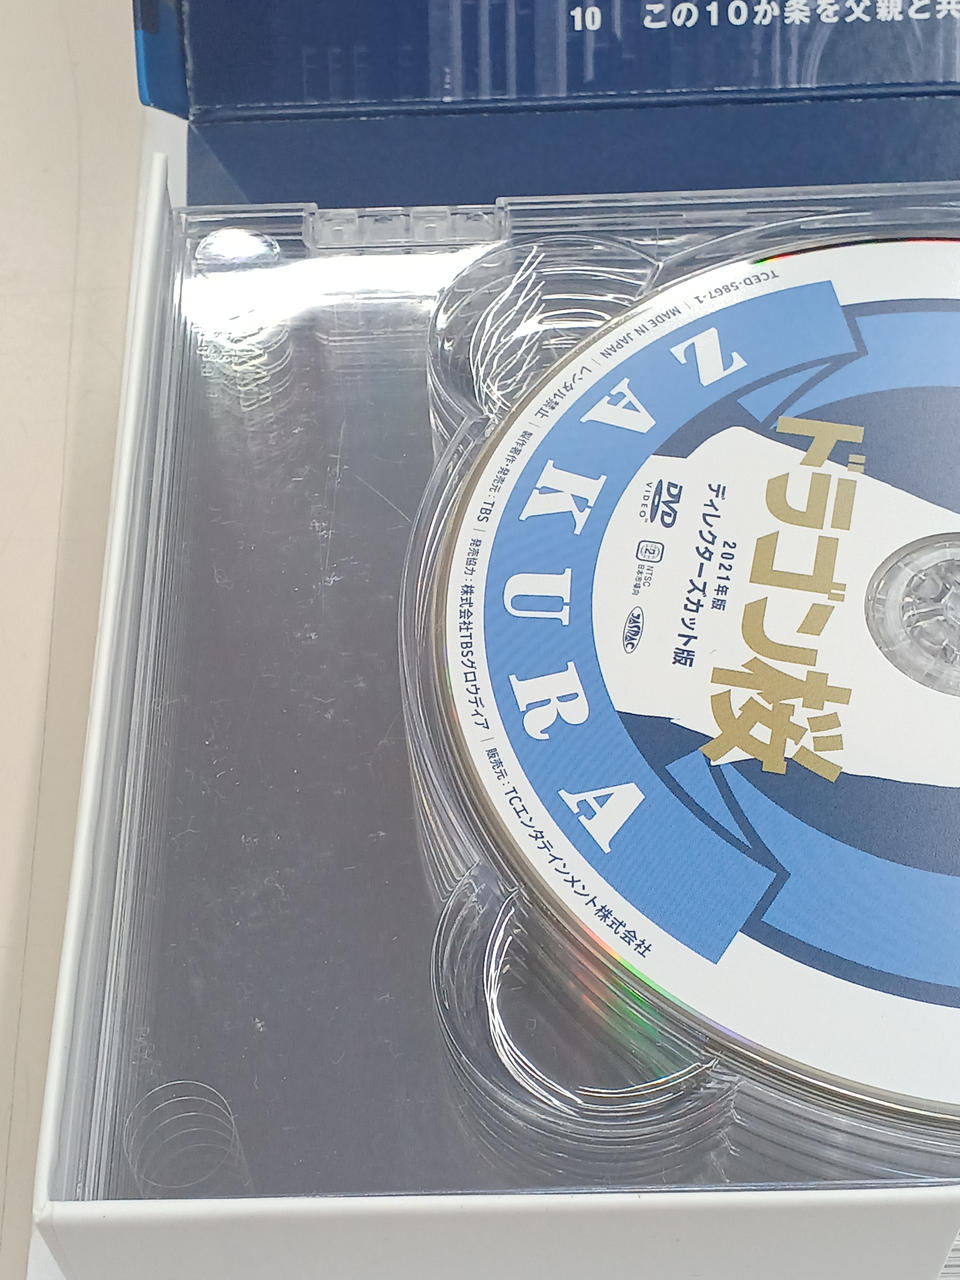 10 この10か条を父親と共
TCED-5867-1 | MADE IN JAPAN | レンタル禁止 | 製作著作・発売元：TBS | 発売協力：株式会社TBSグロウディア | 販売元：TCエンタテインメント株式会社
ZAKURA
ドラゴン桜
2021年版
ディレクターズカット版
DVD
VIDEO™
2
NTSC
日本市場向
JASRAC